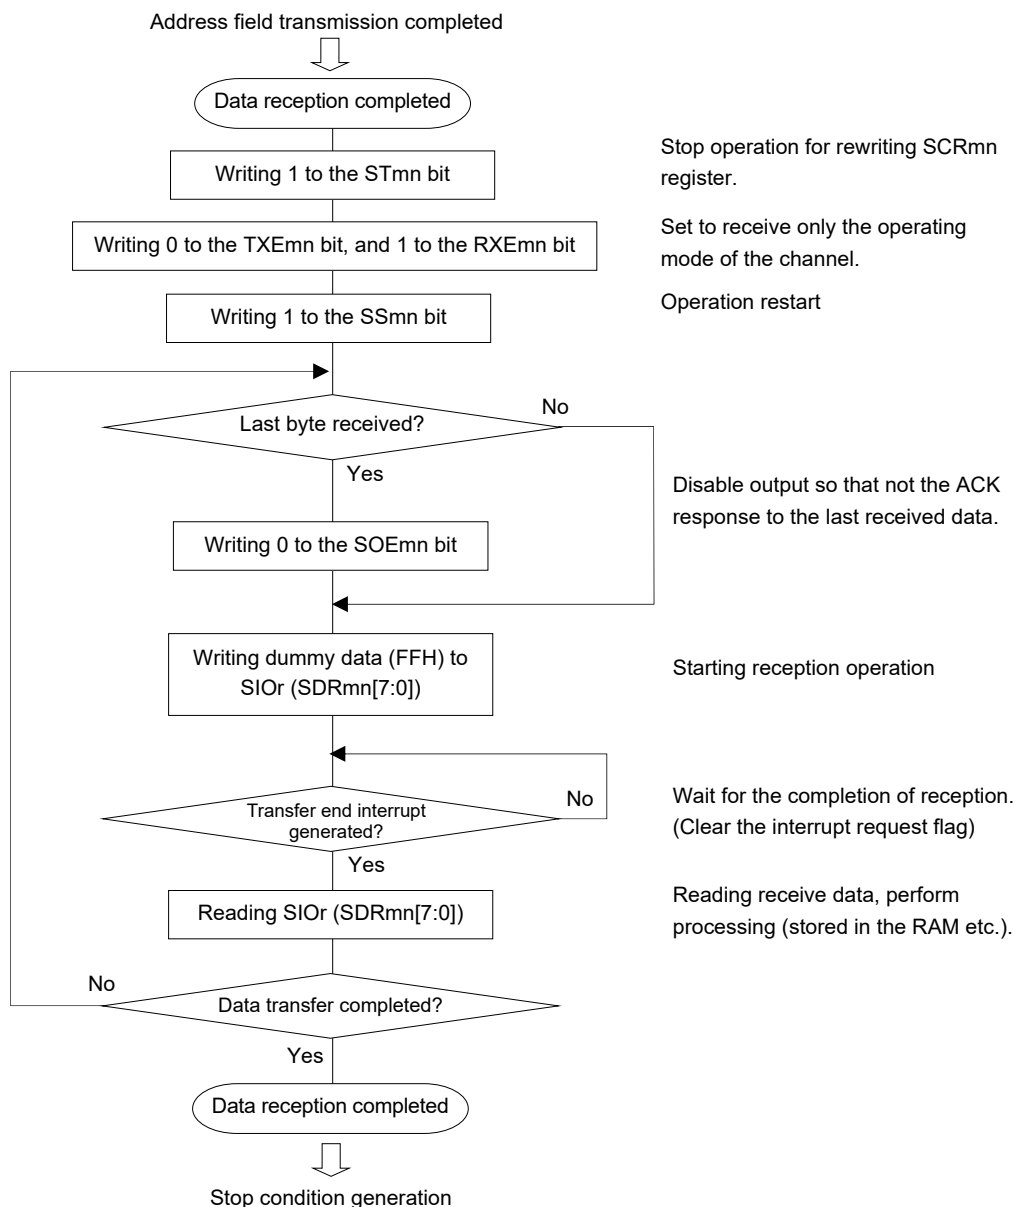 Address field transmission completed
Data reception completed
Writing 1 to the STmn bit
Stop operation for rewriting SCRmn
register.
Writing 0 to the TXEmn bit, and 1 to the RXEmn bit
Set to receive only the operating
mode of the channel.
Writing 1 to the SSmn bit
Operation restart
Last byte received?
No
Yes
Disable output so that not the ACK
response to the last received data.
Writing 0 to the SOEmn bit
Writing dummy data (FFH) to
SIOr (SDRmn[7:0])
Starting reception operation
Transfer end interrupt
generated?
No
Yes
Wait for the completion of reception.
(Clear the interrupt request flag)
Reading SIOr (SDRmn[7:0])
Reading receive data, perform
processing (stored in the RAM etc.).
No
Data transfer completed?
Yes
Data reception completed
Stop condition generation